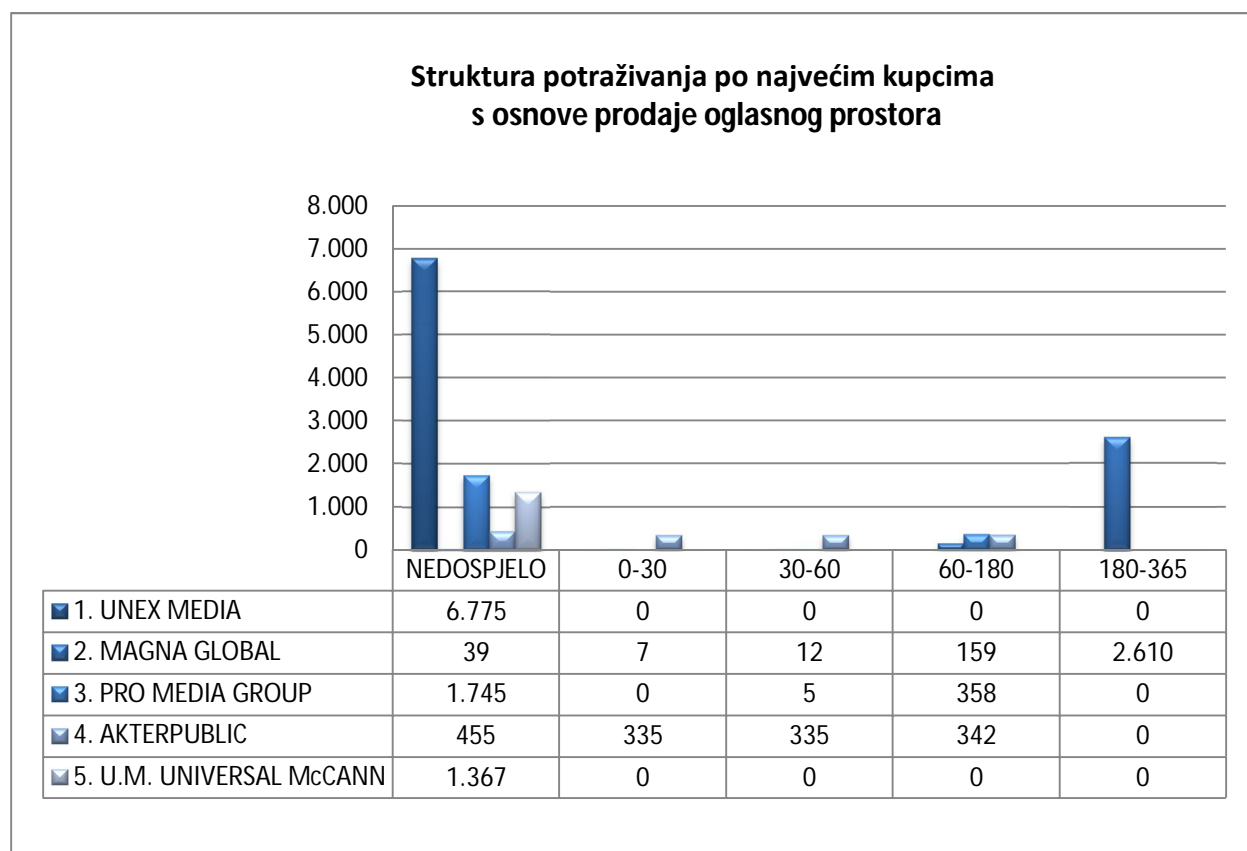 Struktura potraživanja po najvećim kupcima
s osnove prodaje oglasnog prostora
8.000
7.000
6.000
5.000
4.000
3.000
2.000
1.000
0
NEDOSPJELO 0-30 30-60 60-180 180-365
1. UNEX MEDIA 6.775 0 0 0 0
2. MAGNA GLOBAL 39 7 12 159 2.610
3. PRO MEDIA GROUP 1.745 0 5 358 0
4. AKTERPUBLIC 455 335 335 342 0
5. U.M. UNIVERSAL McCANN 1.367 0 0 0 0